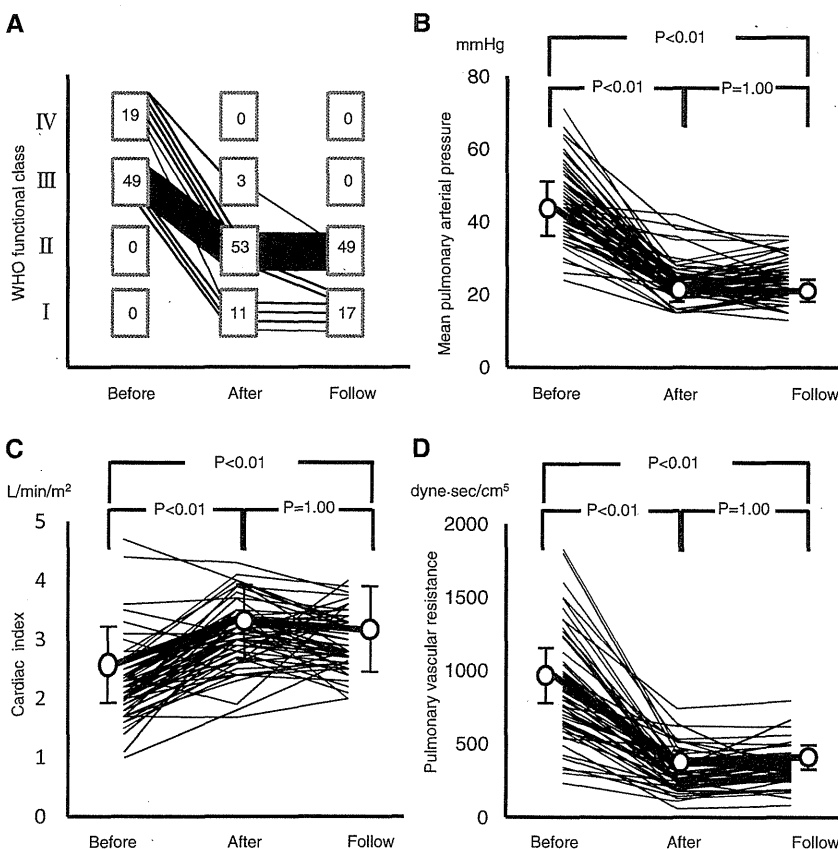 A
WHO functional class
IV
III
II
I
19
0
0
49
3
0
0
53
49
0
11
17
Before
After
Follow
B
mmHg
P<0.01
P<0.01
P=1.00
Mean pulmonary arterial pressure
80
60
40
20
0
Before
After
Follow
C
L/min/m²
P<0.01
P<0.01
P=1.00
Cardiac index
5
4
3
2
1
0
Before
After
Follow
D
dyne·sec/cm⁵
P<0.01
P<0.01
P=1.00
Pulmonary vascular resistance
2000
1500
1000
500
0
Before
After
Follow